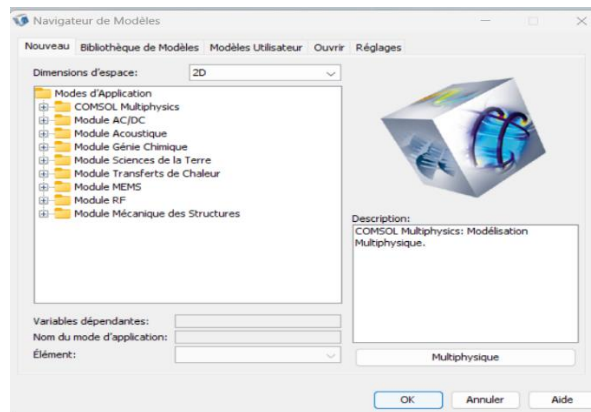 Navigateur de Modèles
Nouveau Bibliothèque de Modèles Modèles Utilisateur Ouvrir Réglages
Dimensions d'espace: 2D
Modes d'Application
COMSOL Multiphysics
Module AC/DC
Module Acoustique
Module Génie Chimique
Module Sciences de la Terre
Module Transferts de Chaleur
Module MEMS
Module RF
Module Mécanique des Structures
Description:
COMSOL Multiphysics: Modélisation
Multiphysique.
Variables dépendantes:
Nom du mode d'application:
Élément:
Multiphysique
OK Annuler Aide